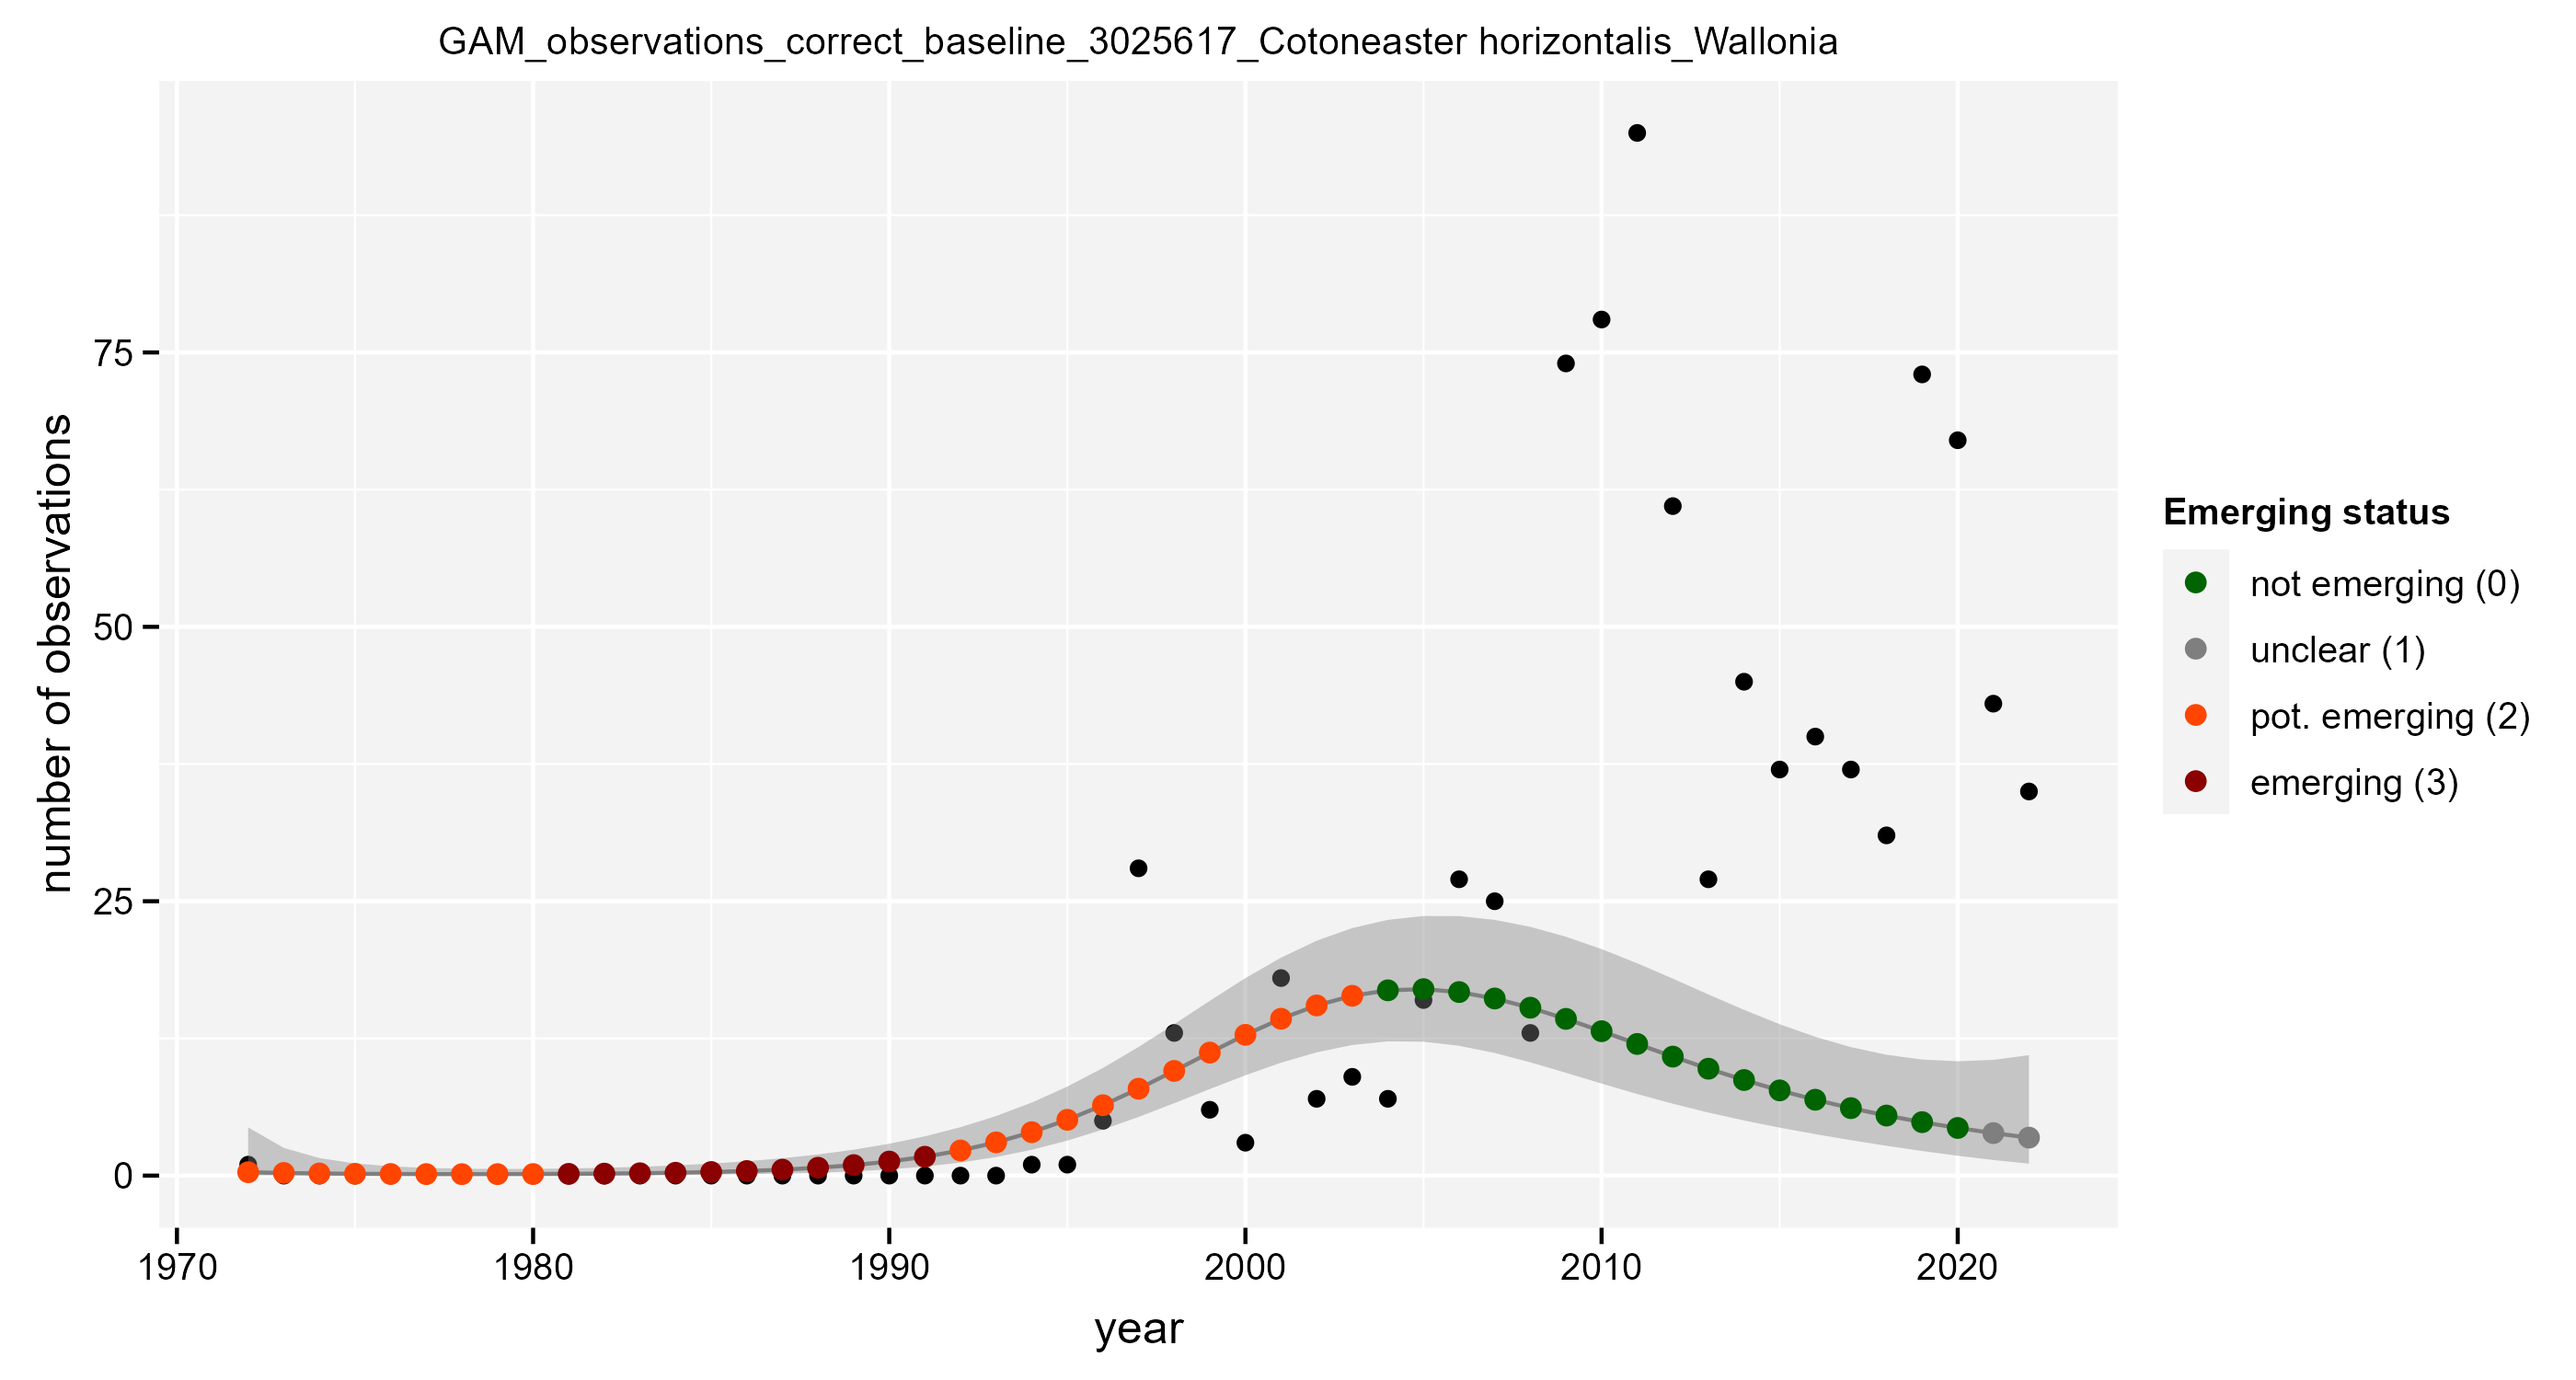 GAM_observations_correct_baseline_3025617_Cotoneaster horizontalis_Wallonia
number of observations
75
50
25
0
1970
1980
1990
2000
2010
2020
year
Emerging status
not emerging (0)
unclear (1)
pot. emerging (2)
emerging (3)